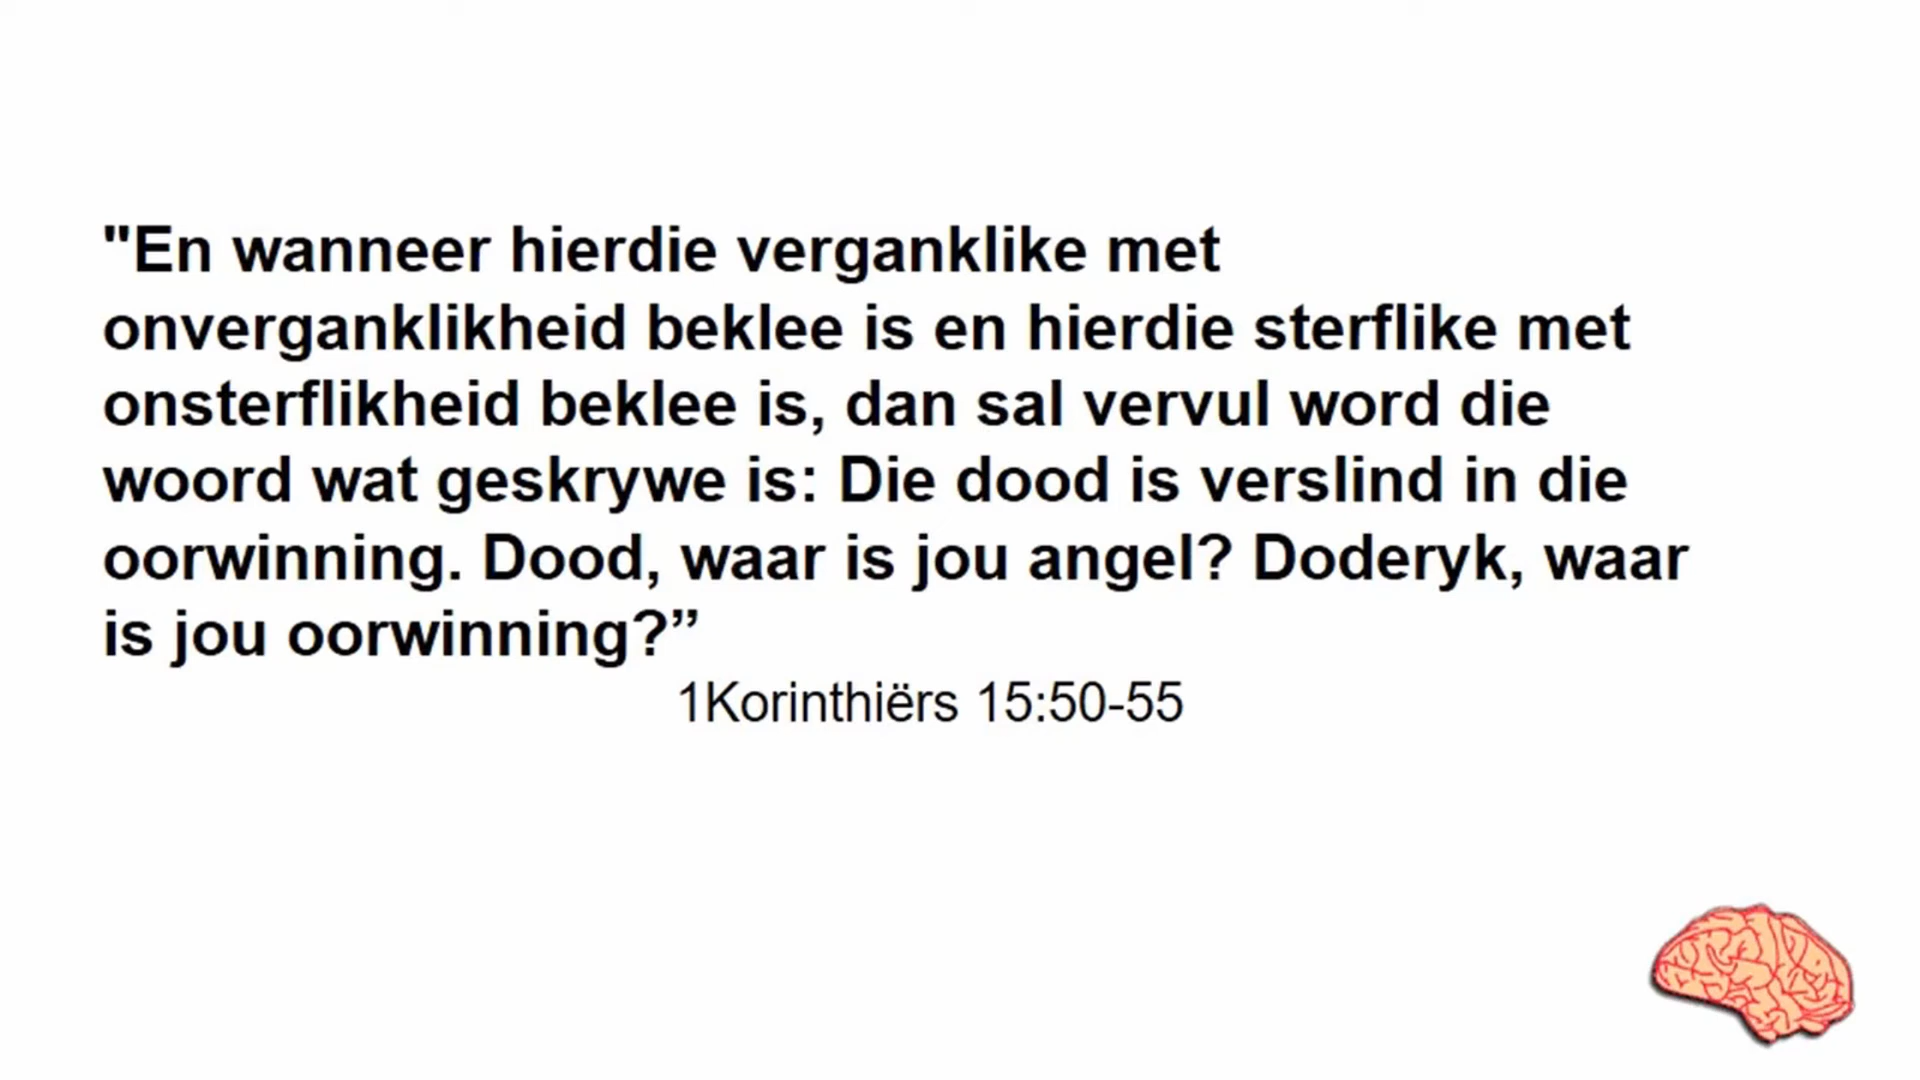 "En wanneer hierdie verganklike met
onverganklikheid beklee is en hierdie sterflike met
onsterflikheid beklee is, dan sal vervul word die
woord wat geskrywe is: Die dood is verslind in die
oorwinning. Dood, waar is jou angel? Doderyk, waar
is jou oorwinning?”
1Korinthiërs 15:50-55